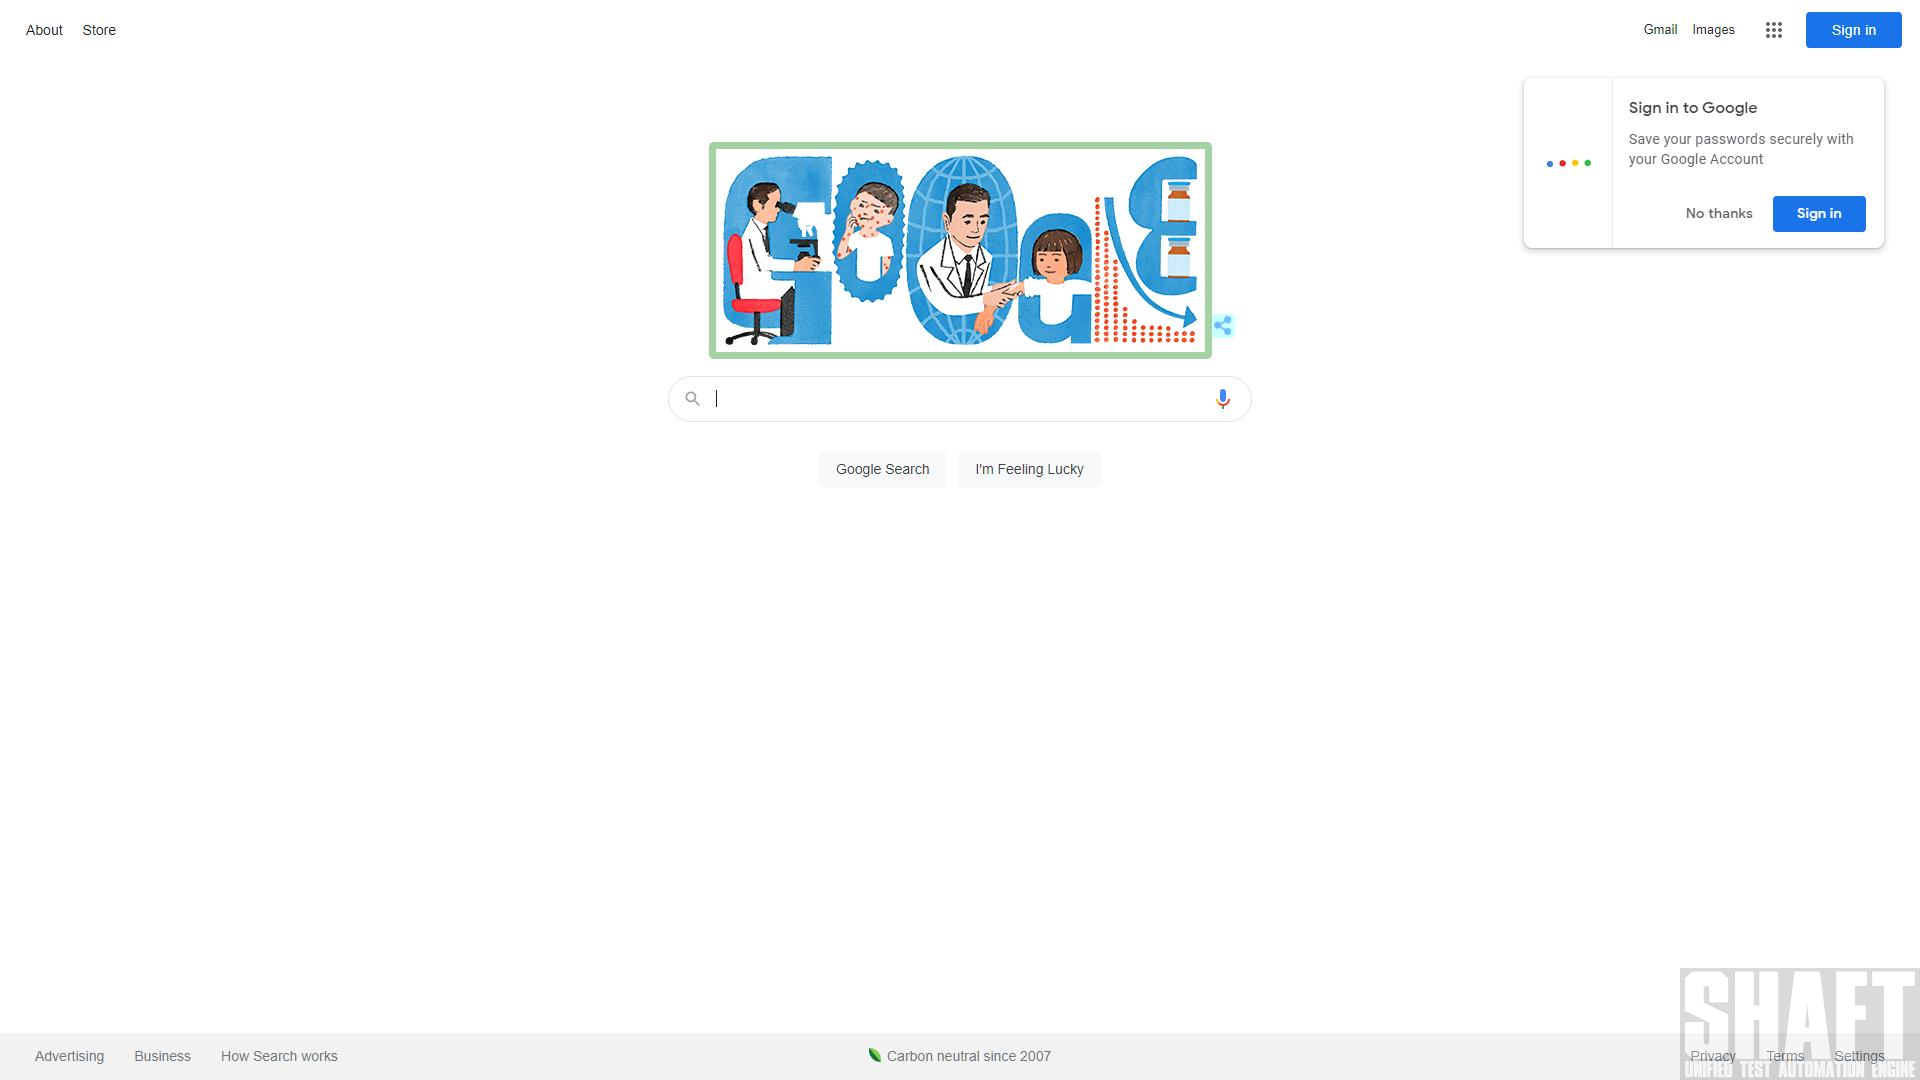 About Store
Gmail Images Sign in
Google
Sign in to Google
Save your passwords securely with
your Google Account
No thanks Sign in
Google Search I'm Feeling Lucky
Advertising Business How Search works
Carbon neutral since 2007
Privacy Terms Settings
SHAFT
UNIFIED TEST AUTOMATION ENGINE